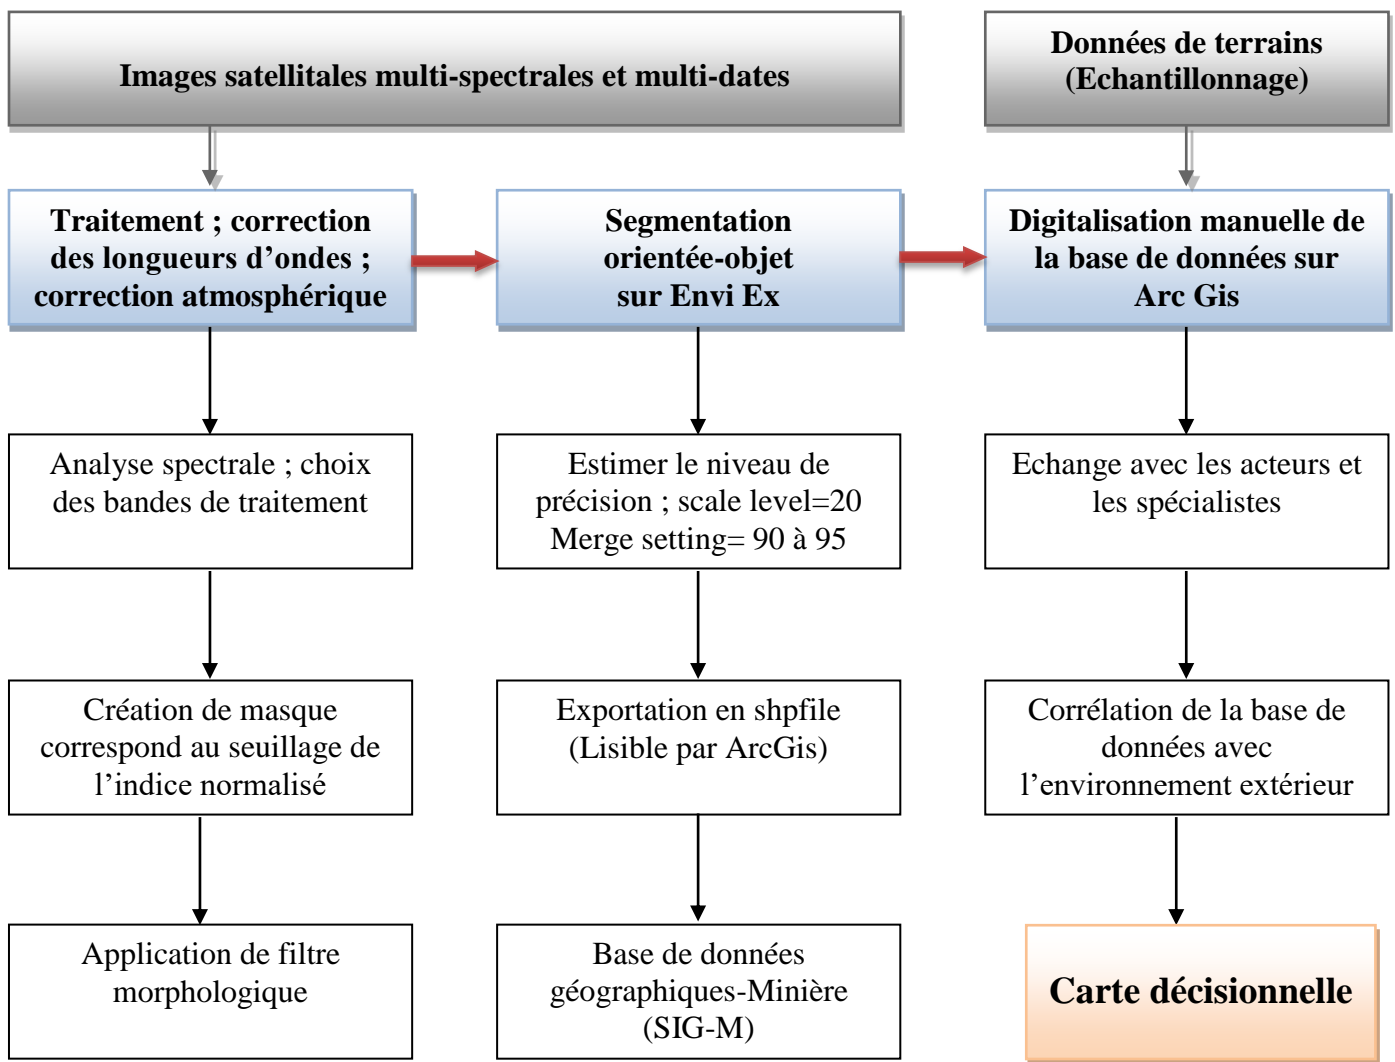 Images satellitales multi-spectrales et multi-dates
Données de terrains
(Echantillonnage)
Traitement ; correction
des longueurs d’ondes ;
correction atmosphérique
Segmentation
orientée-objet
sur Envi Ex
Digitalisation manuelle de
la base de données sur
Arc Gis
Analyse spectrale ; choix
des bandes de traitement
Estimer le niveau de
précision ; scale level=20
Merge setting= 90 à 95
Echange avec les acteurs et
les spécialistes
Création de masque
correspond au seuillage de
l’indice normalisé
Exportation en shpfile
(Lisible par ArcGis)
Corrélation de la base de
données avec
l’environnement extérieur
Application de filtre
morphologique
Base de données
géographiques-Minière
(SIG-M)
Carte décisionnelle